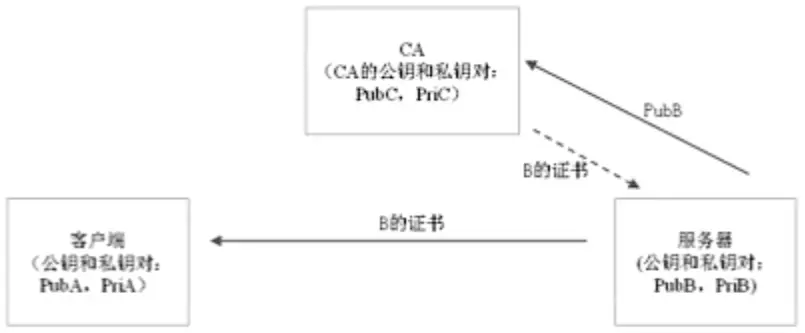 CA
（CA的公钥和私钥对：
PubC，PriC）
PubB
B的证书
B的证书
客户端
（公钥和私钥对：
PubA，PriA）
服务器
(公钥和私钥对：
PubB，PriB)